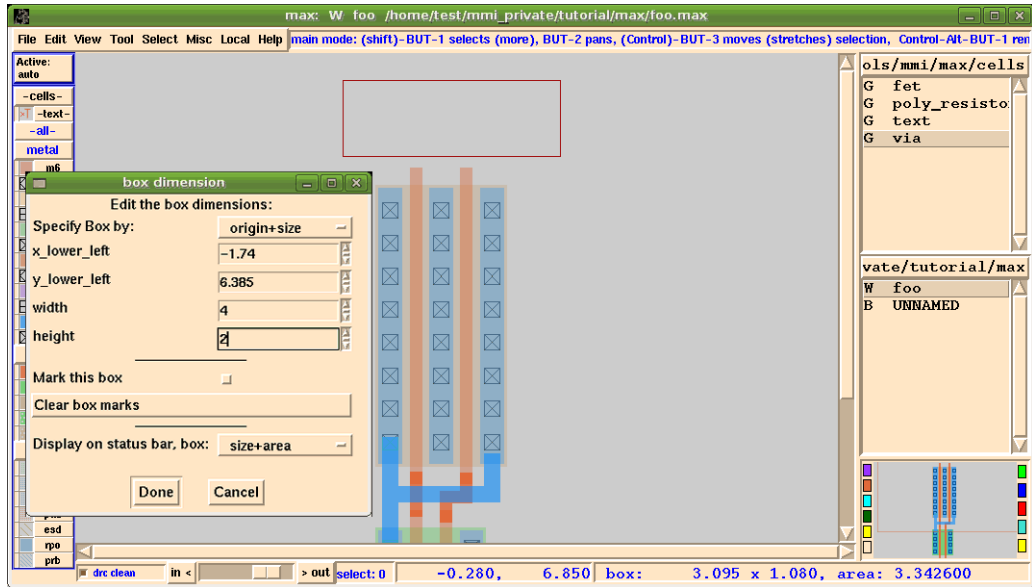 max: W foo /home/test/mmi_private/tutorial/max/foo.max
File Edit View Tool Select Misc Local Help
main mode: (shift)-BUT-1 selects (more), BUT-2 pans, (Control)-BUT-3 moves (stretches) selection, Control-Alt-BUT-1 ren
Active:
auto
-cells-
>T -text-
-all-
metal
m6
box dimension
Edit the box dimensions:
Specify Box by: origin+size
x_lower_left -1.74
y_lower_left 6.385
width 4
height 2
Mark this box
Clear box marks
Display on status bar, box: size+area
Done Cancel
esd
rpo
prb
ols/mmi/max/cells
G fet
G poly_resisto
G text
G via
vate/tutorial/max
W foo
B UNNAMED
drc clean in < > out select: 0 -0.280, 6.850 box: 3.095 x 1.080, area: 3.342600